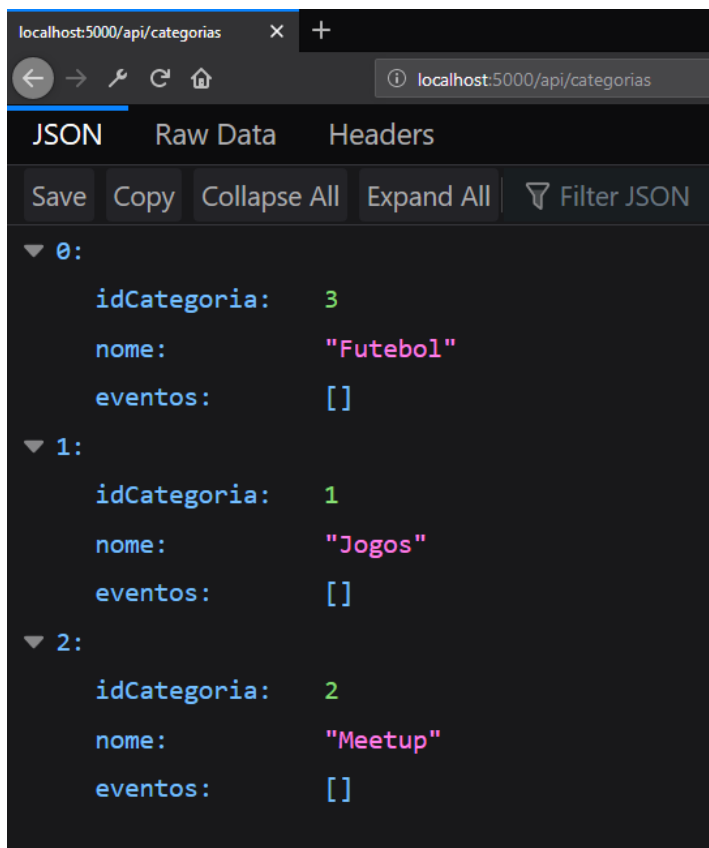 localhost:5000/api/categorias
localhost:5000/api/categorias
JSON Raw Data Headers
Save Copy Collapse All Expand All Filter JSON
0:
idCategoria: 3
nome: "Futebol"
eventos: []
1:
idCategoria: 1
nome: "Jogos"
eventos: []
2:
idCategoria: 2
nome: "Meetup"
eventos: []